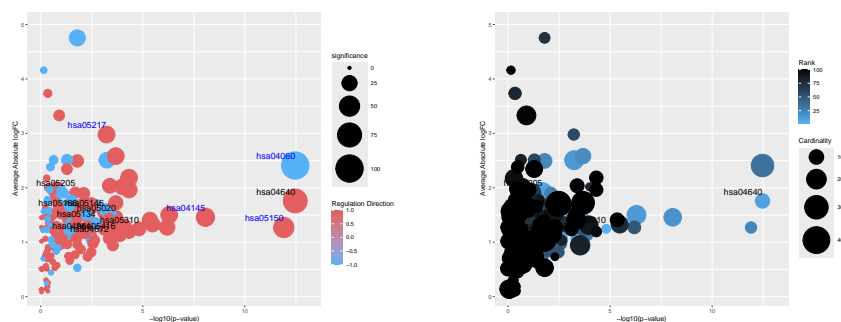 5
4
3
2
1
0
Average Absolute logFC
0
5
10
−log10(p−value)
hsa05217
hsa04060
hsa05205
hsa04640
hsa05146
hsa05020
hsa04145
hsa05134
hsa05310
hsa05150
significance
0
25
50
75
100
Regulation Direction
1.0
0.5
0.0
−0.5
−1.0
5
4
3
2
1
0
Average Absolute logFC
0
5
10
−log10(p−value)
hsa04640
Rank
100
75
50
25
Cardinality